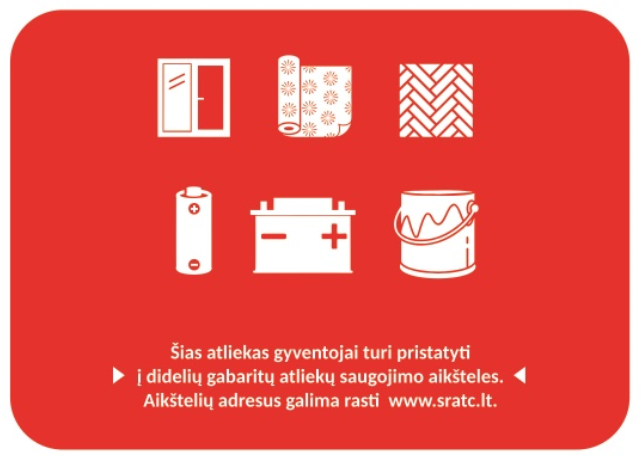 Šias atliekas gyventojai turi pristatyti
į didelių gabaritų atliekų saugojimo aikšteles.
Aikštelių adresus galima rasti www.sratc.lt.